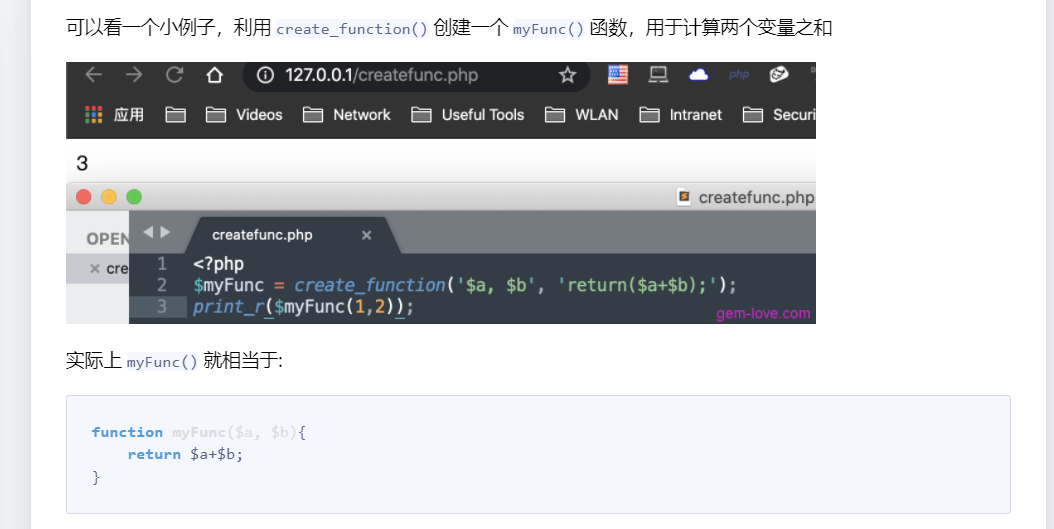 可以看一个小例子，利用 create_function() 创建一个 myFunc() 函数，用于计算两个变量之和
127.0.0.1/createfunc.php
php
应用 Videos Network Useful Tools WLAN Intranet Securi
3
createfunc.php
OPEN createfunc.php ×
× cre
1 <?php
2 $myFunc = create_function('$a, $b', 'return($a+$b);');
3 print_r($myFunc(1,2));
gem-love.com
实际上 myFunc() 就相当于:
function myFunc($a, $b){
return $a+$b;
}